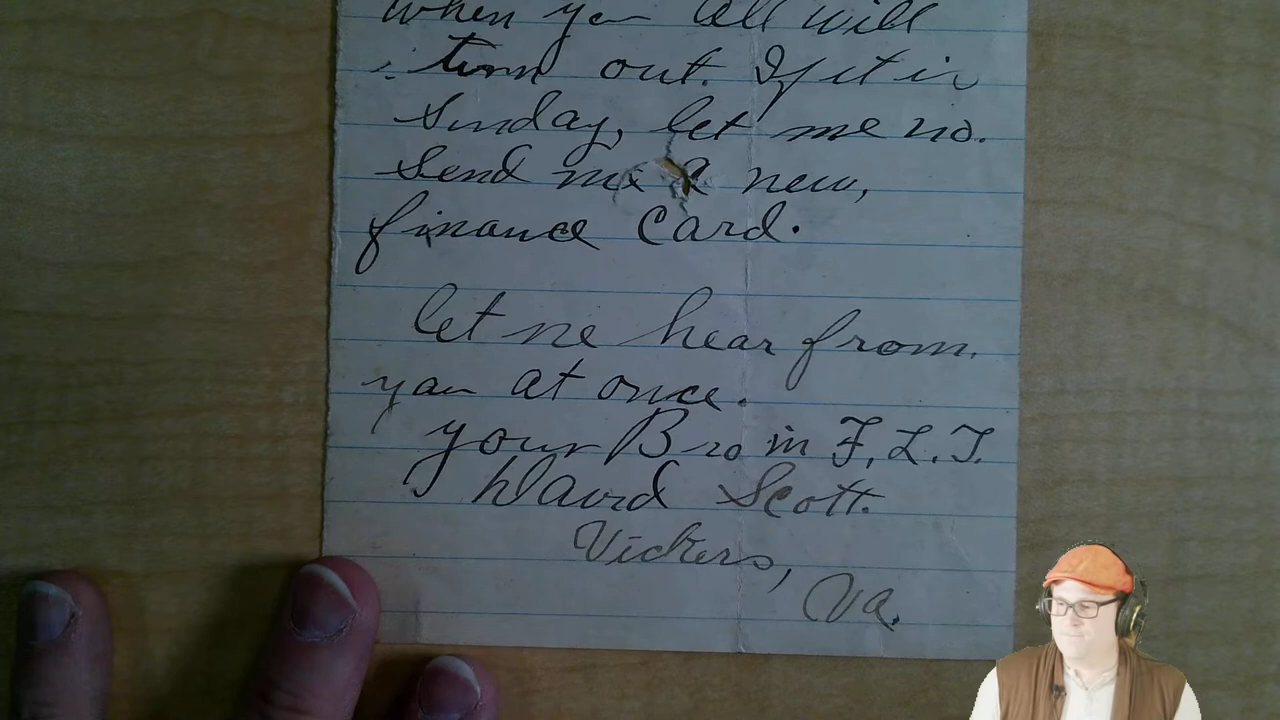 When you all will
turn out. If it is
Sunday, let me no.
Send me a new,
finance Card.
let me hear from.
you at once.
your Bro in F. L. T.
David Scott.
Vickers,
Va.